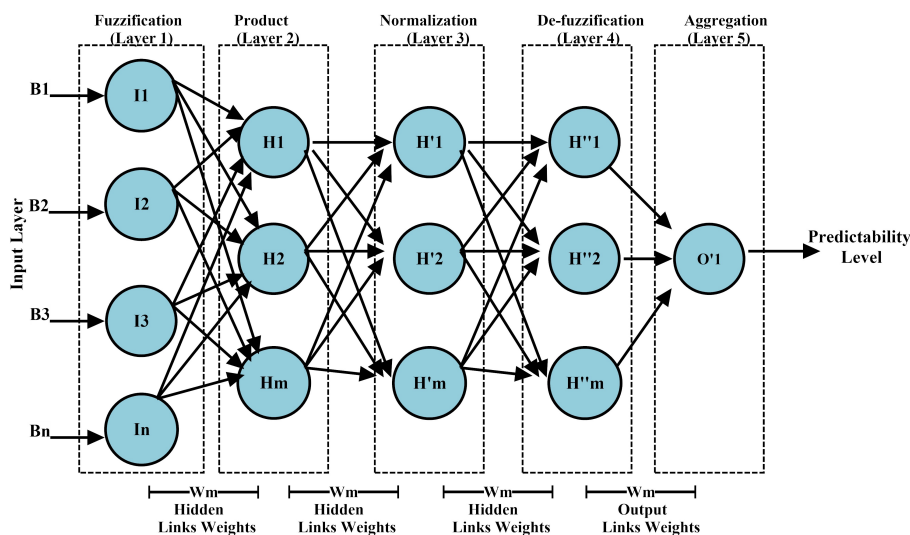 Fuzzification
(Layer 1)
Product
(Layer 2)
Normalization
(Layer 3)
De-fuzzification
(Layer 4)
Aggregation
(Layer 5)
Input Layer
B1
B2
B3
Bn
I1
I2
I3
In
H1
H2
Hm
H'1
H'2
H'm
H''1
H''2
H''m
O'1
Predictability
Level
Wm
Hidden
Links Weights
Wm
Hidden
Links Weights
Wm
Hidden
Links Weights
Wm
Output
Links Weights